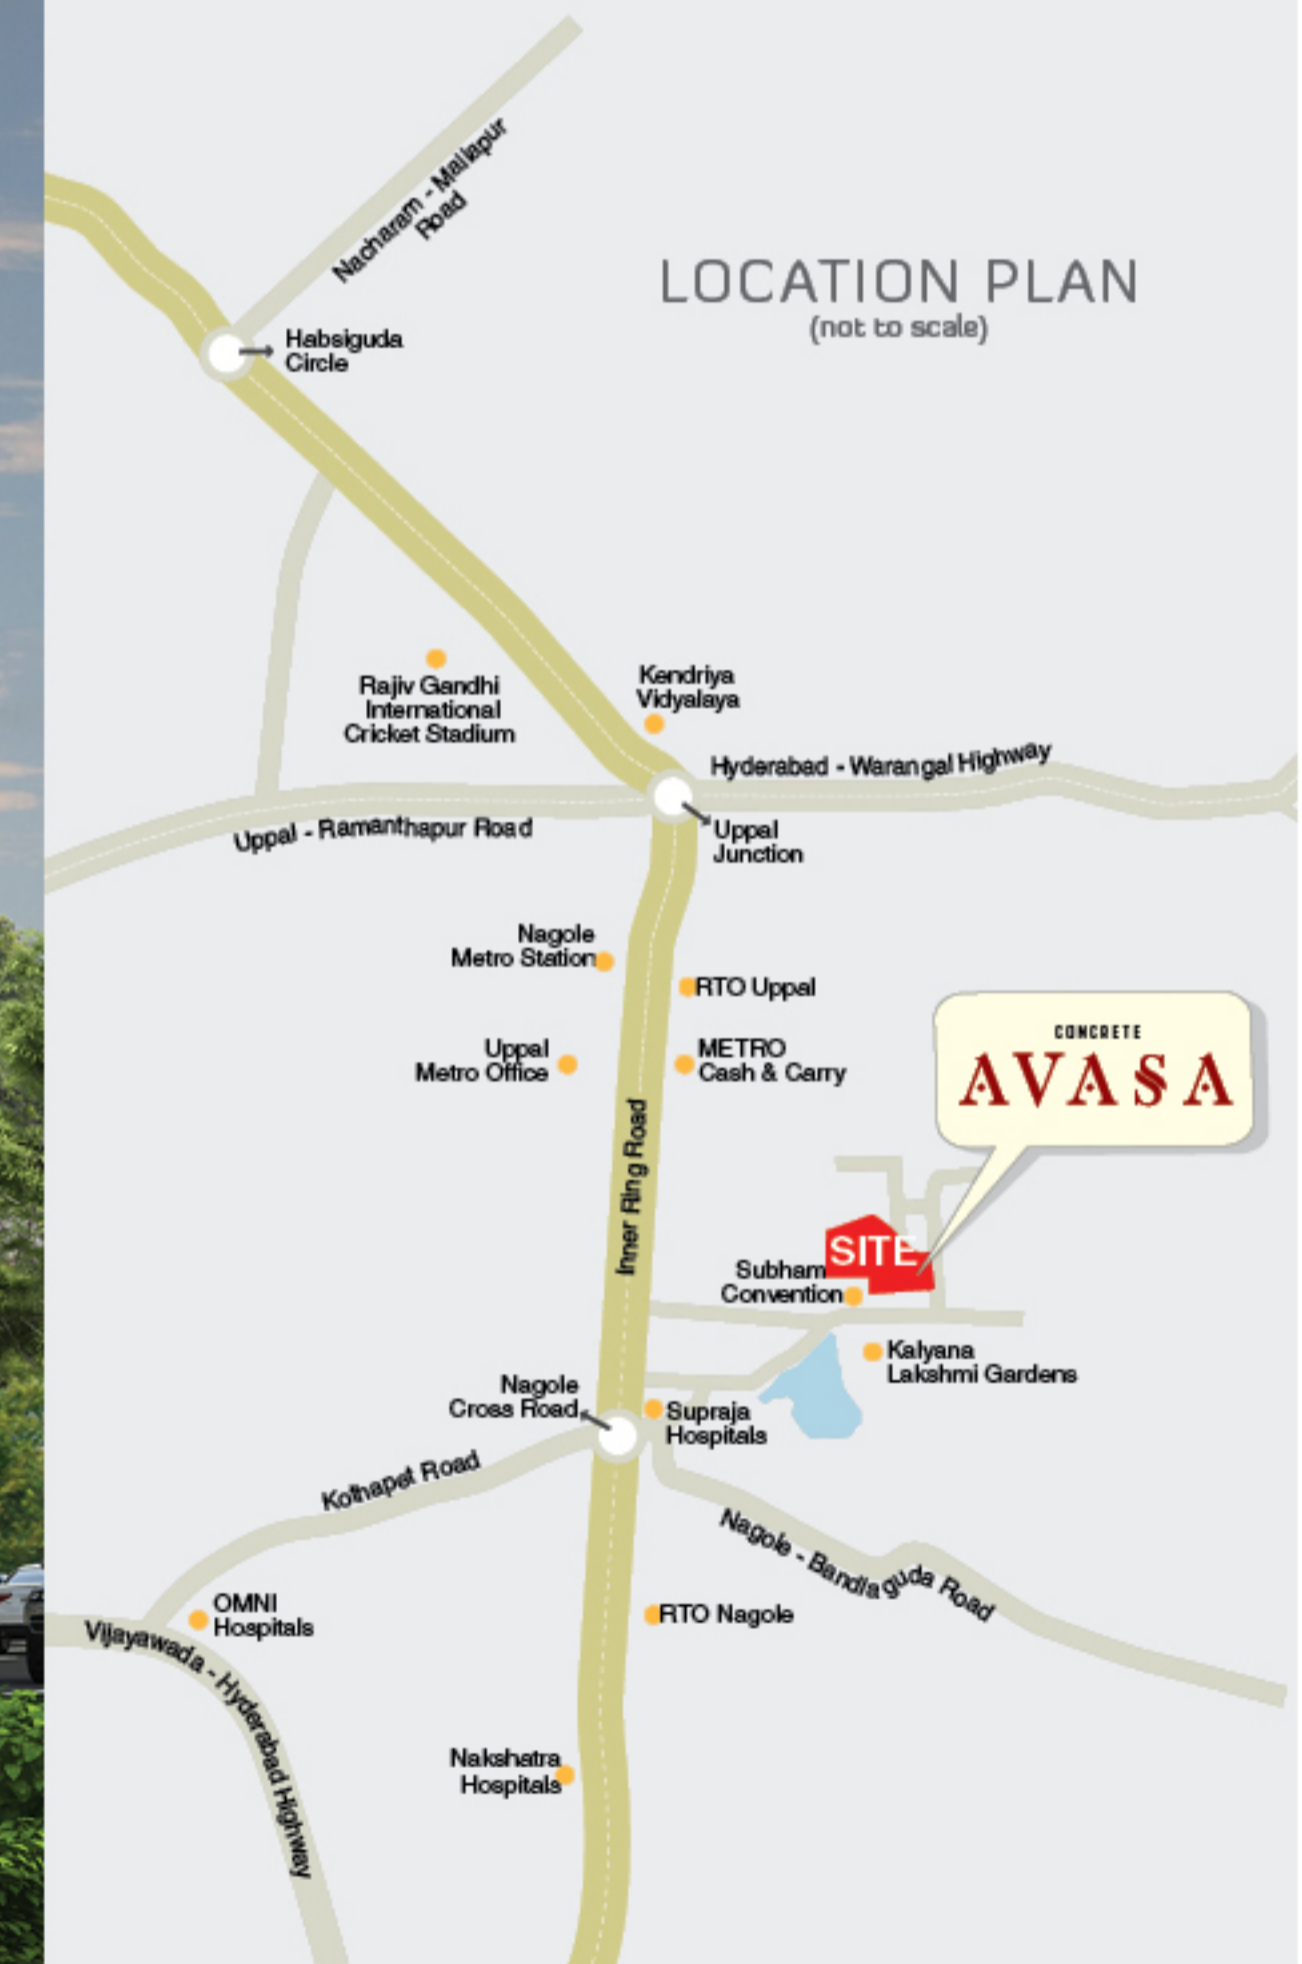 Nacharam - Mallapur
Road
LOCATION PLAN
(not to scale)
Habsiguda
Circle
Rajiv Gandhi
International
Cricket Stadium
Kendriya
Vidyalaya
Hyderabad - Warangal Highway
Uppal - Ramanthapur Road
Uppal
Junction
Nagole
Metro Station
RTO Uppal
Uppal
Metro Office
METRO
Cash & Carry
CONCRETE
AVASA
Inner Ring Road
SITE
Subham
Convention
Kalyana
Lakshmi Gardens
Nagole
Cross Road
Supraja
Hospitals
Kothapet Road
Nagole - Bandlaguda Road
OMNI
Hospitals
RTO Nagole
Vijayawada - Hyderabad Highway
Nakshatra
Hospitals